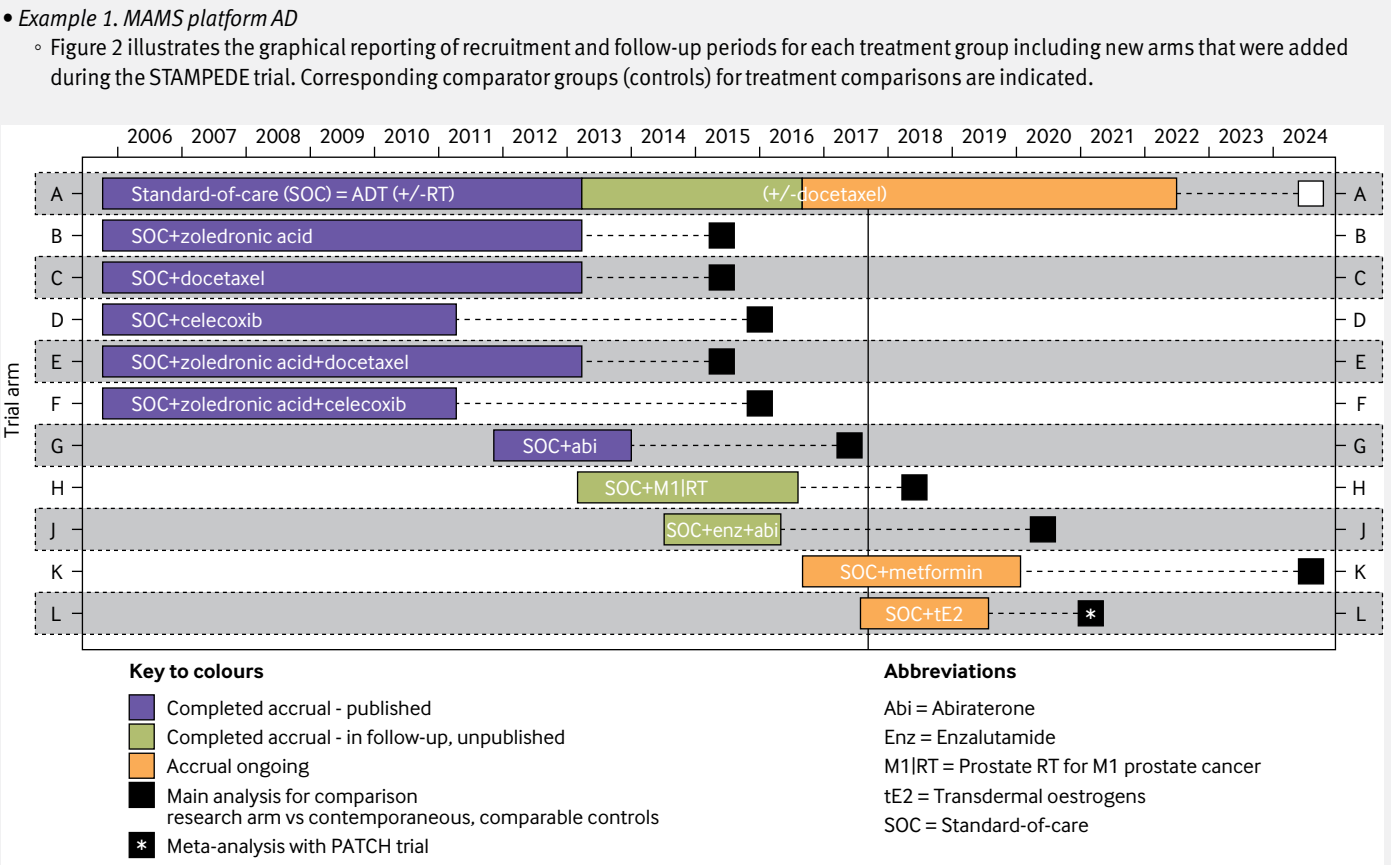 • Example 1. MAMS platform AD
◦ Figure 2 illustrates the graphical reporting of recruitment and follow-up periods for each treatment group including new arms that were added
during the STAMPEDE trial. Corresponding comparator groups (controls) for treatment comparisons are indicated.
2006 2007 2008 2009 2010 2011 2012 2013 2014 2015 2016 2017 2018 2019 2020 2021 2022 2023 2024
Trial arm
A Standard-of-care (SOC) = ADT (+/-RT) (+/-docetaxel) A
B SOC+zoledronic acid B
C SOC+docetaxel C
D SOC+celecoxib D
E SOC+zoledronic acid+docetaxel E
F SOC+zoledronic acid+celecoxib F
G SOC+abi G
H SOC+M1|RT H
J SOC+enz+abi J
K SOC+metformin K
L SOC+tE2 * L
Key to colours
Completed accrual - published
Completed accrual - in follow-up, unpublished
Accrual ongoing
Main analysis for comparison
research arm vs contemporaneous, comparable controls
* Meta-analysis with PATCH trial
Abbreviations
Abi = Abiraterone
Enz = Enzalutamide
M1|RT = Prostate RT for M1 prostate cancer
tE2 = Transdermal oestrogens
SOC = Standard-of-care